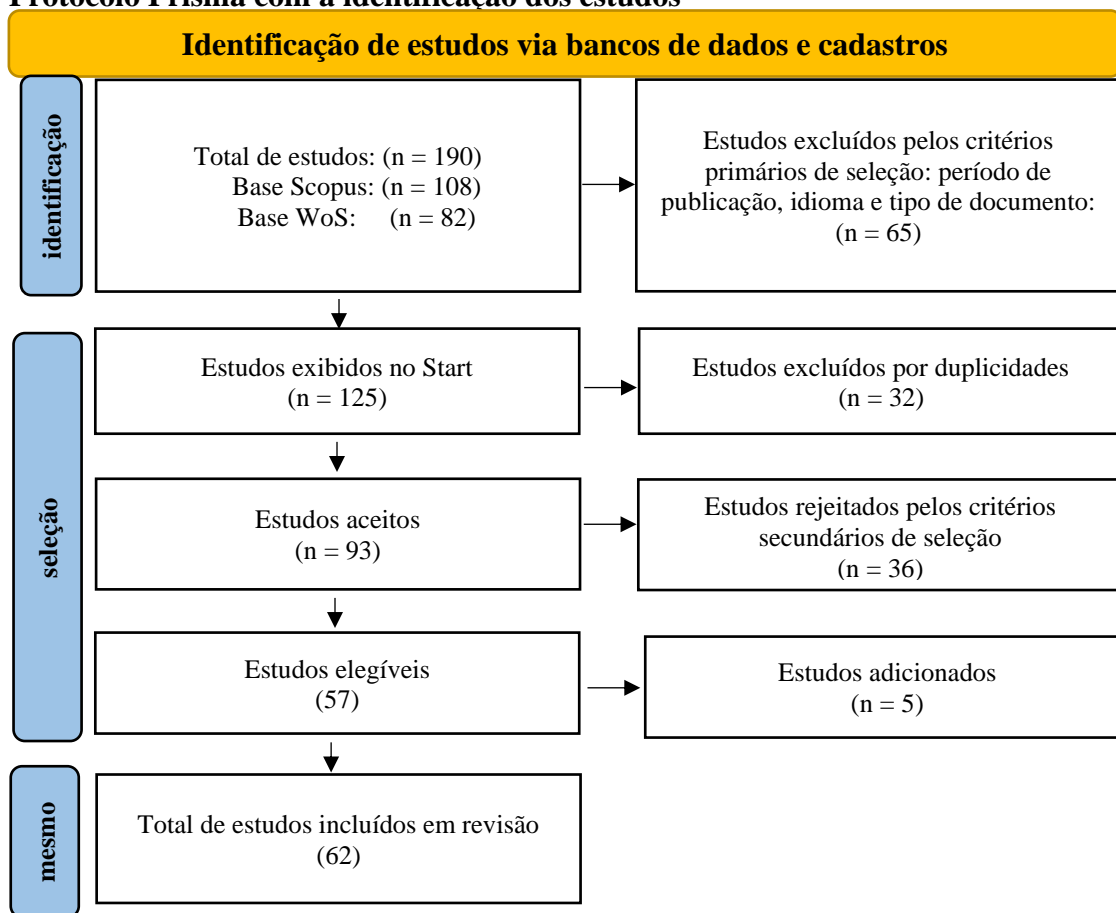 Protocolo Prisma com a identificação dos estudos
Identificação de estudos via bancos de dados e cadastros
identificação
Total de estudos: (n = 190)
Base Scopus: (n = 108)
Base WoS: (n = 82)
Estudos excluídos pelos critérios
primários de seleção: período de
publicação, idioma e tipo de documento:
(n = 65)
seleção
Estudos exibidos no Start
(n = 125)
Estudos excluídos por duplicidades
(n = 32)
Estudos aceitos
(n = 93)
Estudos rejeitados pelos critérios
secundários de seleção
(n = 36)
Estudos elegíveis
(57)
Estudos adicionados
(n = 5)
mesmo
Total de estudos incluídos em revisão
(62)